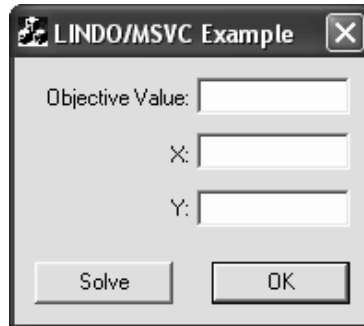 LINDO/MSVC Example
Objective Value:
X:
Y:
Solve OK